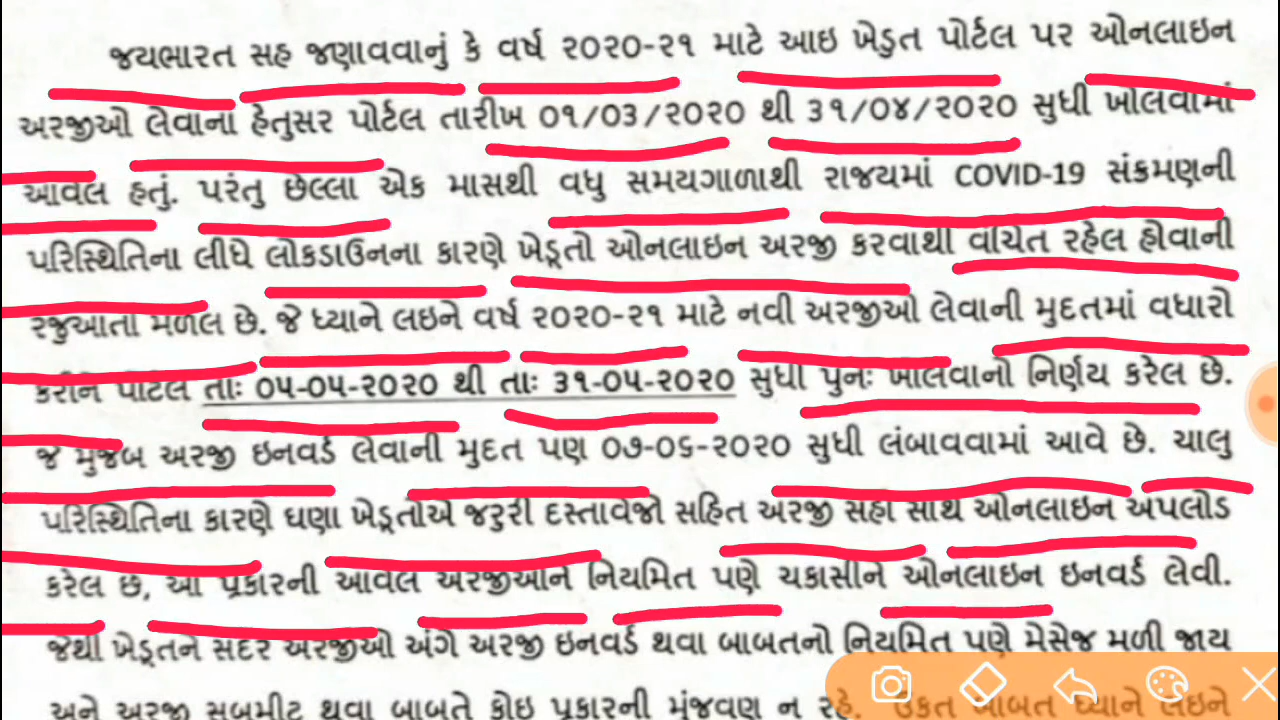 જયભારત સહ જણાવવાનું કે વર્ષ ૨૦૨૦-૨૧ માટે આઇ ખેડુત પોર્ટલ પર ઓનલાઇન
અરજીઓ લેવાના હેતુસર પોર્ટલ તારીખ ૦૧/૦૩/૨૦૨૦ થી ૩૧/૦૪/૨૦૨૦ સુધી ખોલવામાં
આવેલ હતું. પરંતુ છેલ્લા એક માસથી વધુ સમયગાળાથી રાજયમાં COVID-19 સંક્રમણની
પરિસ્થિતિના લીધે લોકડાઉનના કારણે ખેડૂતો ઓનલાઇન અરજી કરવાથી વંચિત રહેલ હોવાની
રજુઆતો મળેલ છે. જે ધ્યાને લઇને વર્ષ ૨૦૨૦-૨૧ માટે નવી અરજીઓ લેવાની મુદતમાં વધારો
કરીને પોર્ટલ તાઃ ૦૫-૦૫-૨૦૨૦ થી તાઃ ૩૧-૦૫-૨૦૨૦ સુધી પુનઃ ખોલવાનો નિર્ણય કરેલ છે.
જે મુજબ અરજી ઇનવર્ડ લેવાની મુદત પણ ૦૭-૦૬-૨૦૨૦ સુધી લંબાવવામાં આવે છે. ચાલુ
પરિસ્થિતિના કારણે ઘણા ખેડૂતોએ જરુરી દસ્તાવેજો સહિત અરજી સહી સાથે ઓનલાઇન અપલોડ
કરેલ છે, આ પ્રકારની આવેલ અરજીઓને નિયમિત પણે ચકાસીને ઓનલાઇન ઇનવર્ડ લેવી.
જેથી ખેડૂતને સદર અરજીઓ અંગે અરજી ઇનવર્ડ થવા બાબતનો નિયમિત પણે મેસેજ મળી જાય
અને અરજી સબમીટ થવા બાબતે કોઇ પ્રકારની મુંજવણ ન રહે. ઉકત બાબત ધ્યાને લઇને